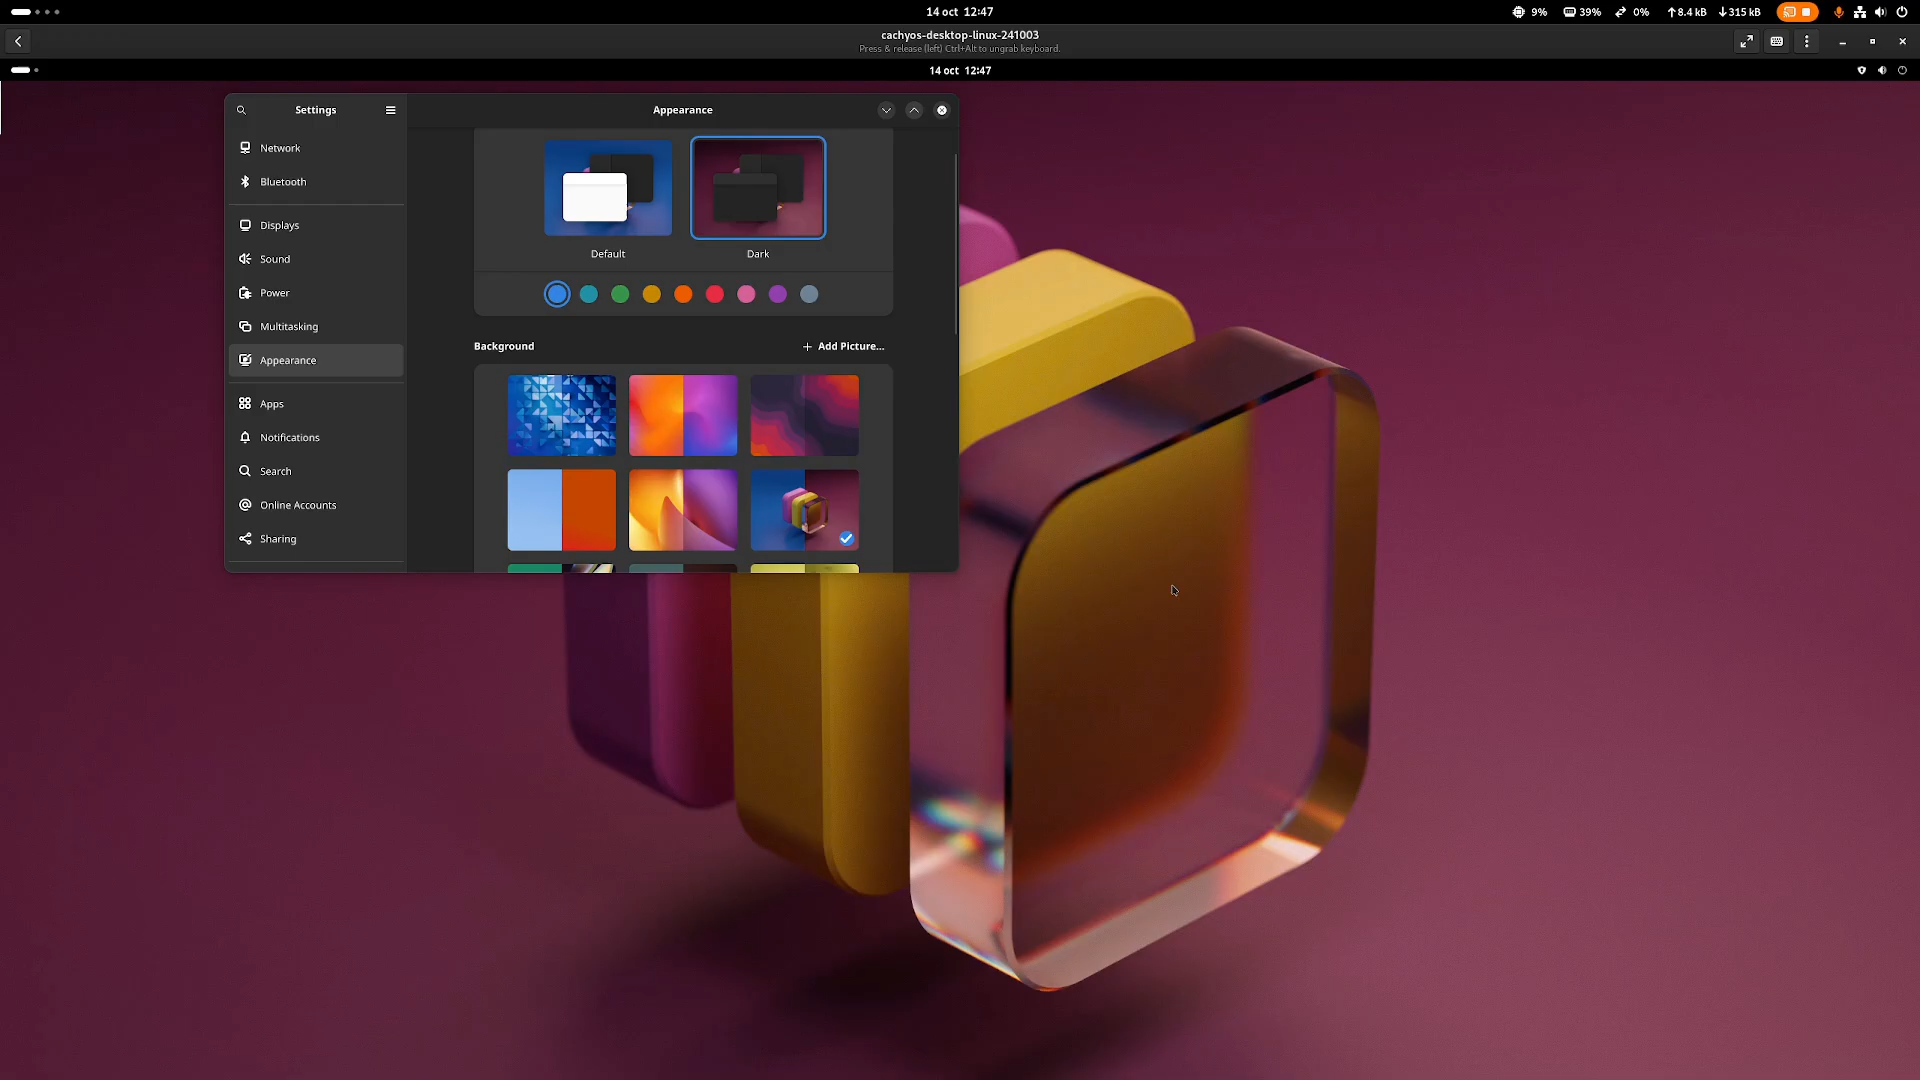 14 oct 12:47
9%
39%
0%
8.4 kB
315 kB
cachyos-desktop-linux-241003
Press & release (left) Ctrl+Alt to ungrab keyboard.
14 oct 12:47
Settings
Appearance
Network
Bluetooth
Displays
Sound
Power
Multitasking
Appearance
Apps
Notifications
Search
Online Accounts
Sharing
Default
Dark
Background
Add Picture...